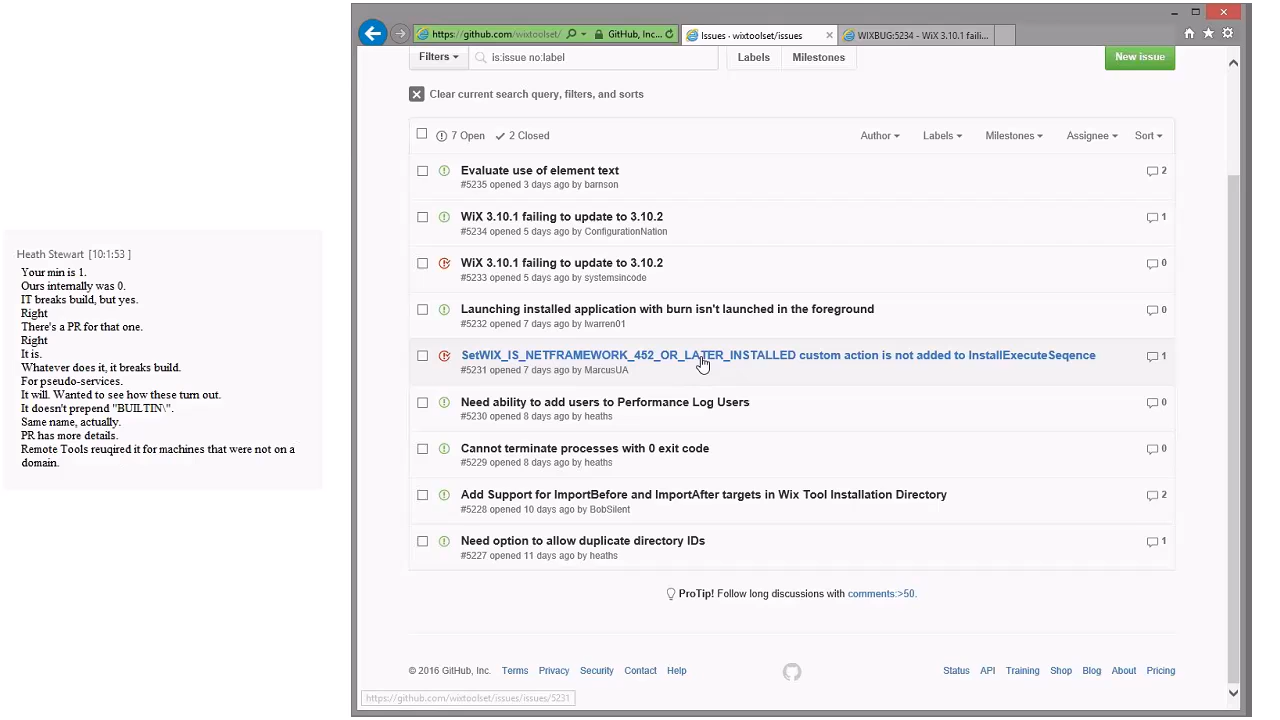 Heath Stewart [10:1:53 ]
Your min is 1.
Ours internally was 0.
IT breaks build, but yes.
Right
There's a PR for that one.
Right
It is.
Whatever does it, it breaks build.
For pseudo-services.
It will. Wanted to see how these turn out.
It doesn't prepend "BUILTIN\".
Same name, actually.
PR has more details.
Remote Tools reuqired it for machines that were not on a
domain.
https://github.com/wixtoolset/ GitHub, Inc... Issues · wixtoolset/issues WIXBUG:5234 - WiX 3.10.1 faili...
Filters is:issue no:label Labels Milestones New issue
Clear current search query, filters, and sorts
7 Open 2 Closed Author Labels Milestones Assignee Sort
Evaluate use of element text 2
#5235 opened 3 days ago by barnson
WiX 3.10.1 failing to update to 3.10.2 1
#5234 opened 5 days ago by ConfigurationNation
WiX 3.10.1 failing to update to 3.10.2 0
#5233 opened 5 days ago by systemsincode
Launching installed application with burn isn't launched in the foreground 0
#5232 opened 7 days ago by lwarren01
SetWIX_IS_NETFRAMEWORK_452_OR_LATER_INSTALLED custom action is not added to InstallExecuteSeqence 1
#5231 opened 7 days ago by MarcusUA
Need ability to add users to Performance Log Users 0
#5230 opened 8 days ago by heaths
Cannot terminate processes with 0 exit code 0
#5229 opened 8 days ago by heaths
Add Support for ImportBefore and ImportAfter targets in Wix Tool Installation Directory 2
#5228 opened 10 days ago by BobSilent
Need option to allow duplicate directory IDs 1
#5227 opened 11 days ago by heaths
ProTip! Follow long discussions with comments:>50.
© 2016 GitHub, Inc. Terms Privacy Security Contact Help Status API Training Shop Blog About Pricing
https://github.com/wixtoolset/issues/issues/5231